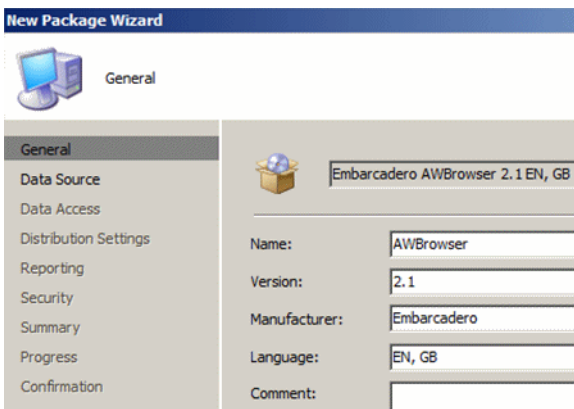 New Package Wizard
General
General
Data Source
Data Access
Distribution Settings
Reporting
Security
Summary
Progress
Confirmation
Embarcadero AWBrowser 2.1 EN, GB
Name: AWBrowser
Version: 2.1
Manufacturer: Embarcadero
Language: EN, GB
Comment: